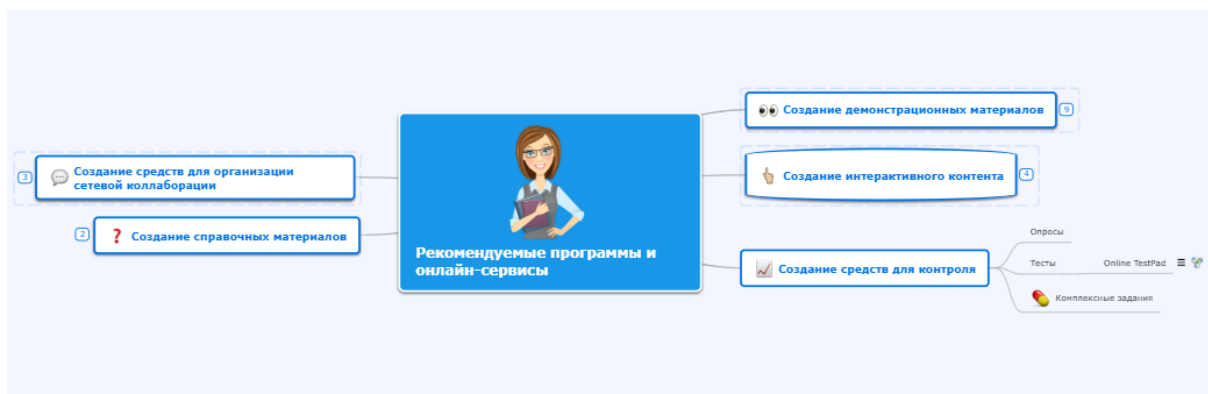 Рекомендуемые программы и
онлайн-сервисы
Создание демонстрационных материалов
9
Создание интерактивного контента
4
Создание средств для контроля
Опросы
Тесты
Online TestPad
Комплексные задания
3
Создание средств для организации
сетевой коллаборации
2
Создание справочных материалов